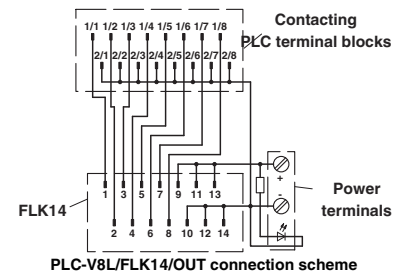 1/1 1/2 1/3 1/4 1/5 1/6 1/7 1/8
Contacting
PLC terminal blocks
2/1 2/2 2/3 2/4 2/5 2/6 2/7 2/8
1 3 5 7 9 11 13
+
-
FLK14
Power
terminals
2 4 6 8 10 12 14
PLC-V8L/FLK14/OUT connection scheme